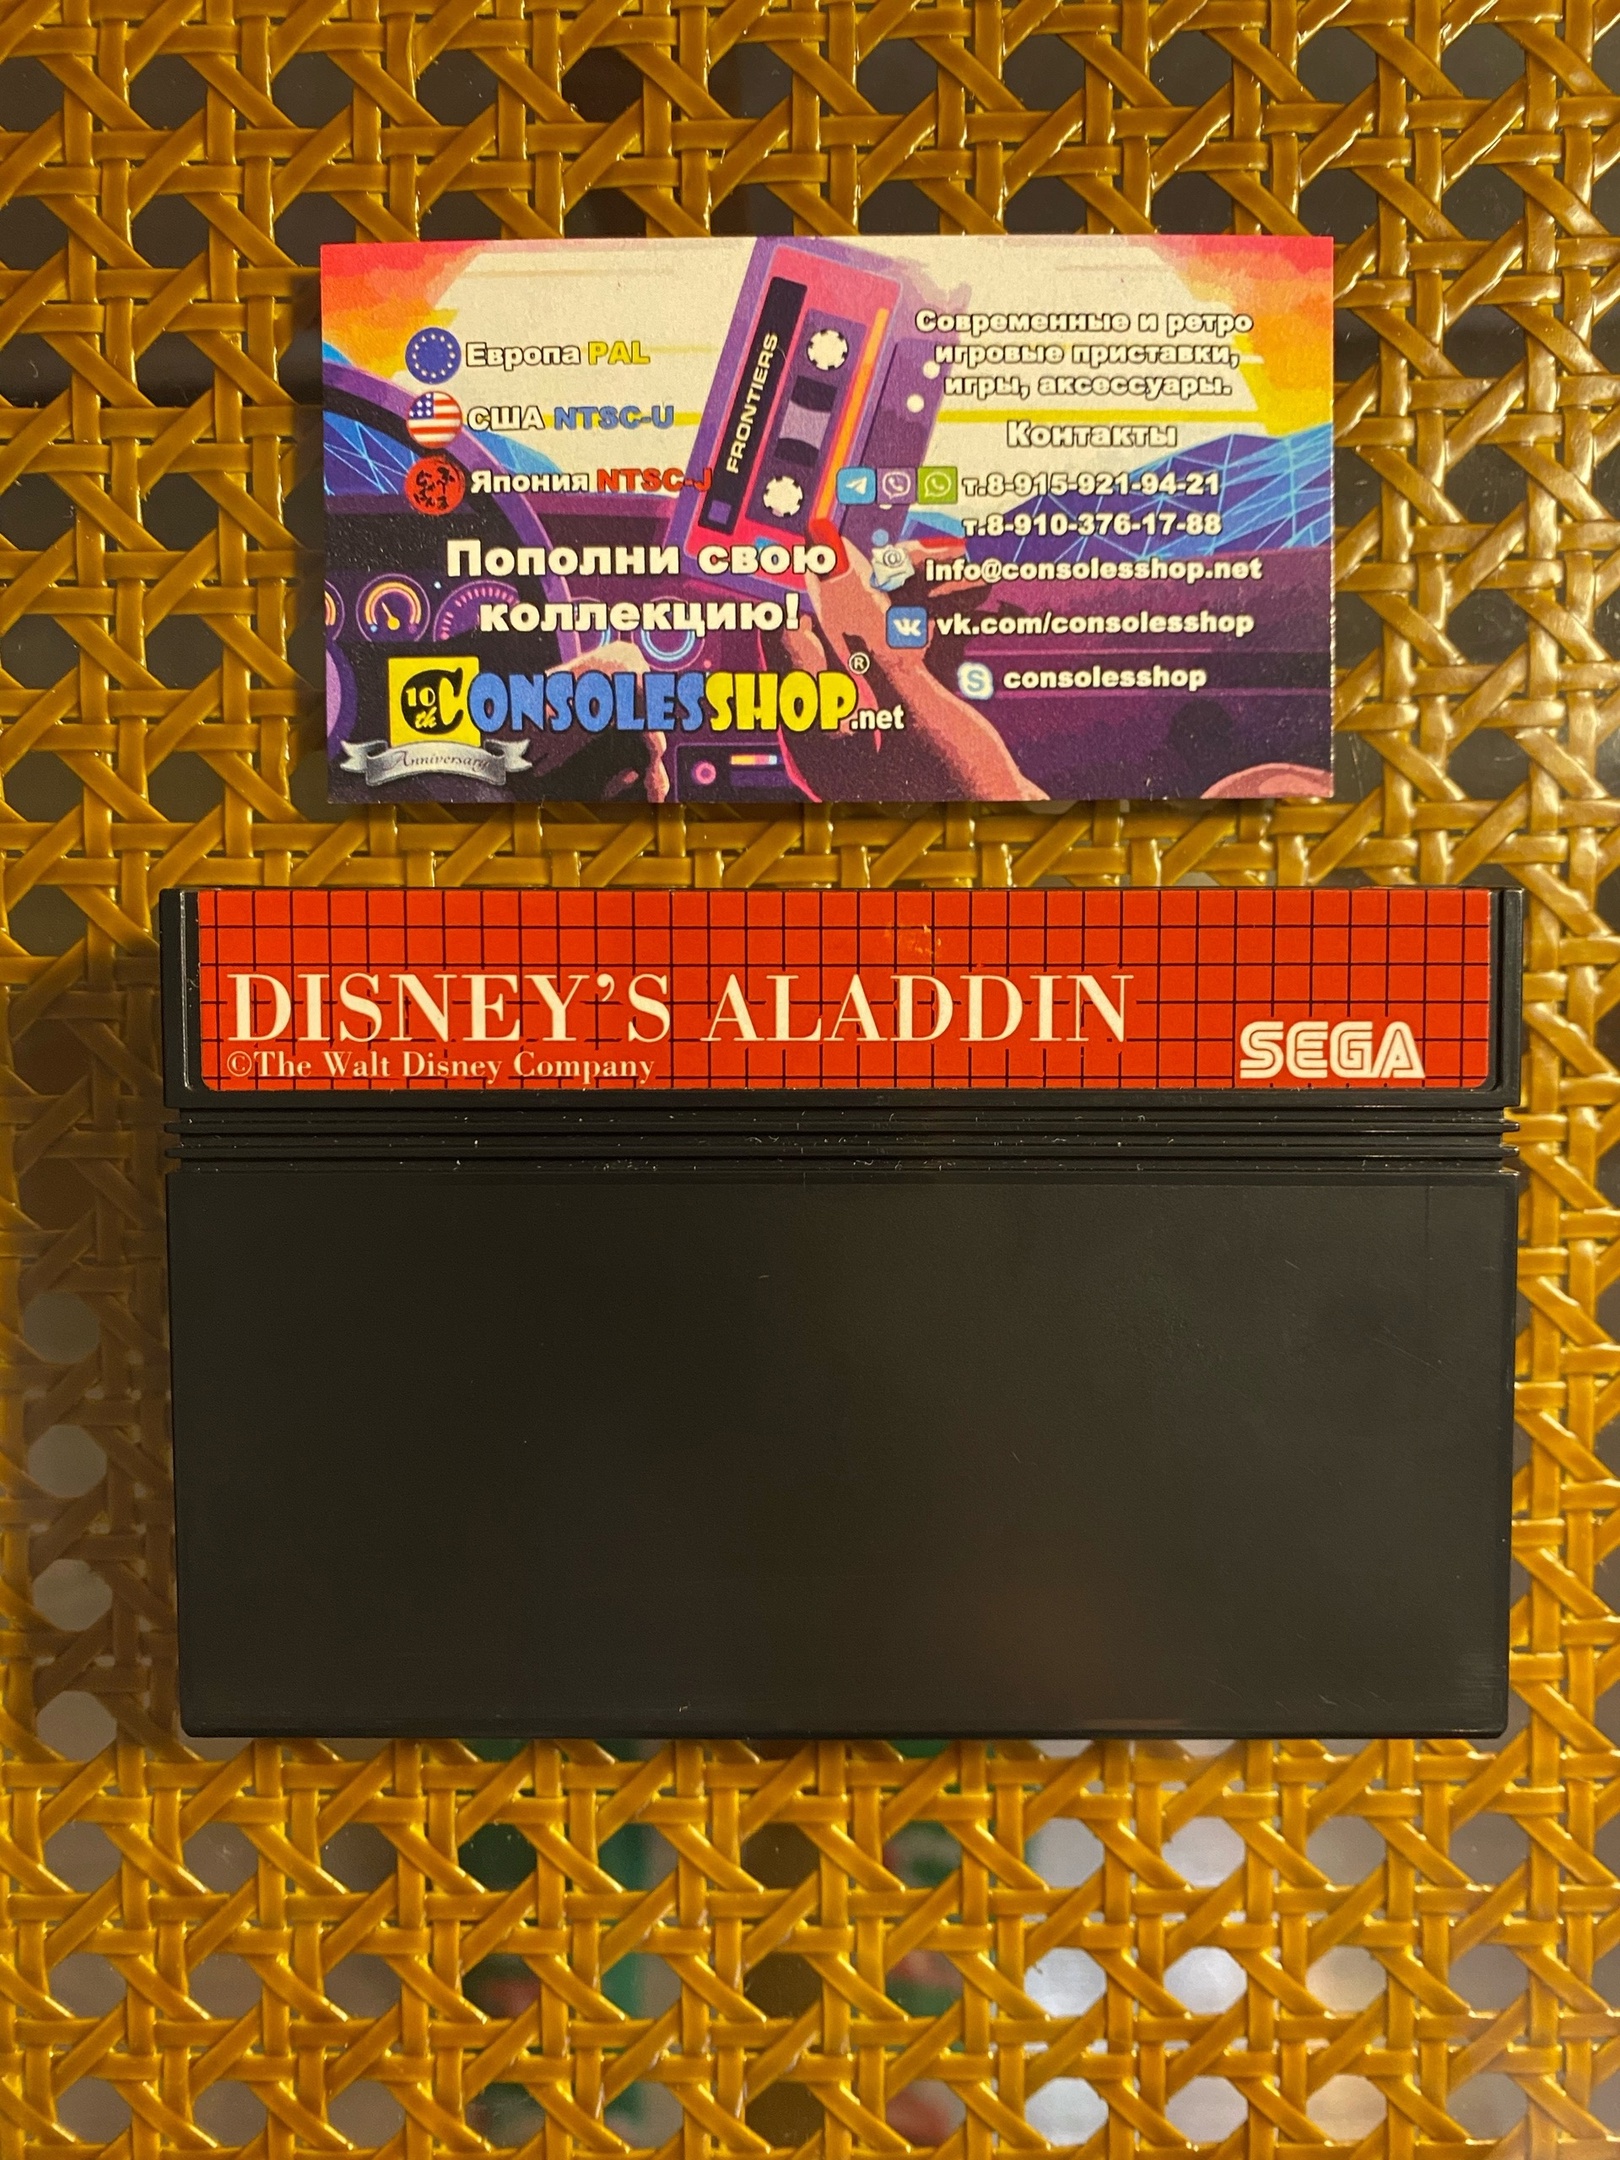 Европа PAL
США NTSC-U
Япония NTSC-J
Пополни свою
коллекцию!
10
th
CONSOLESSHOP.net
®
Anniversary
FRONTIERS
Современные и ретро
игровые приставки,
игры, аксессуары.
Контакты
т.8-915-921-94-21
т.8-910-376-17-88
info@consolesshop.net
vk.com/consolesshop
consolesshop
DISNEY'S ALADDIN
©The Walt Disney Company
SEGA